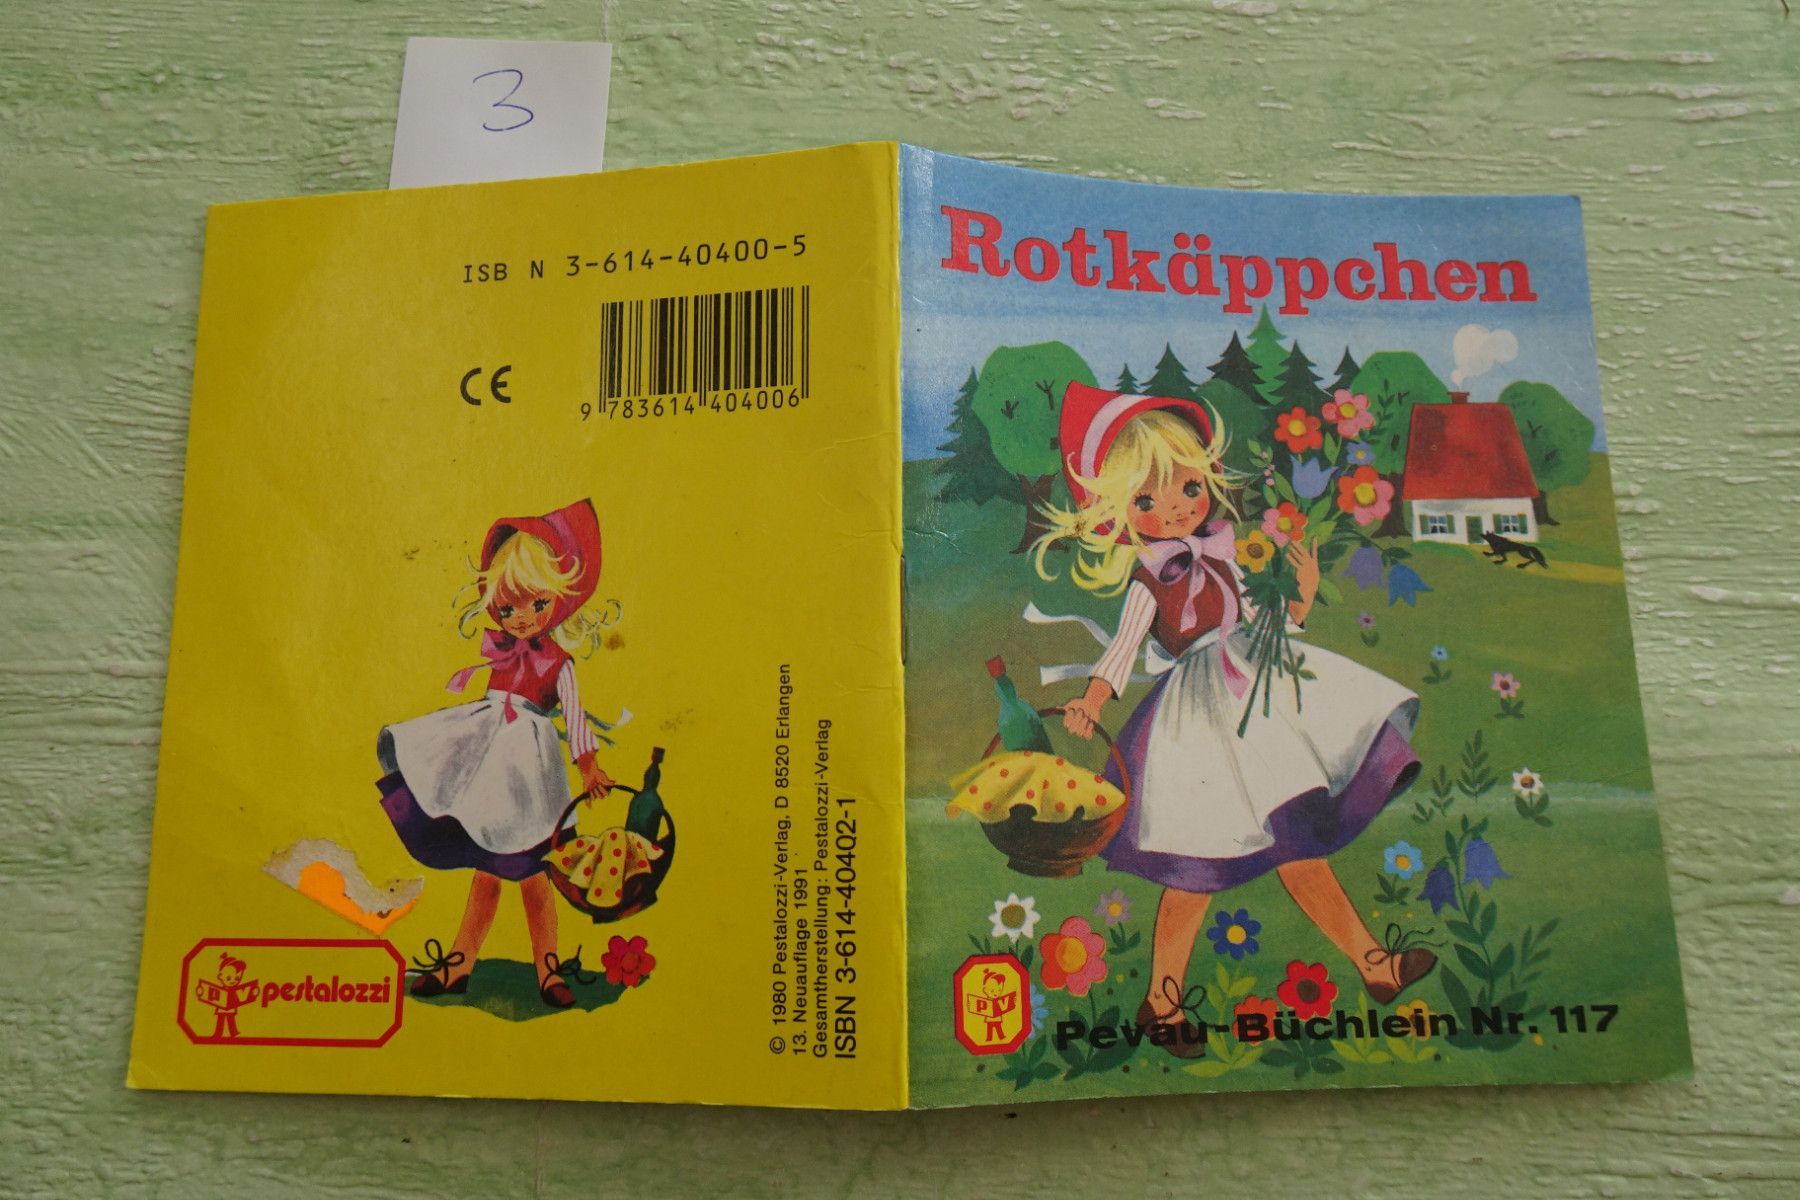 3
ISB N 3-614-40400-5
CE
9 783614 404006
© 1980 Pestalozzi-Verlag, D 8520 Erlangen
13. Neuauflage 1991
Gesamtherstellung: Pestalozzi-Verlag
ISBN 3-614-40402-1
PV pestalozzi
Rotkäppchen
PV
Pevau-Büchlein Nr. 117